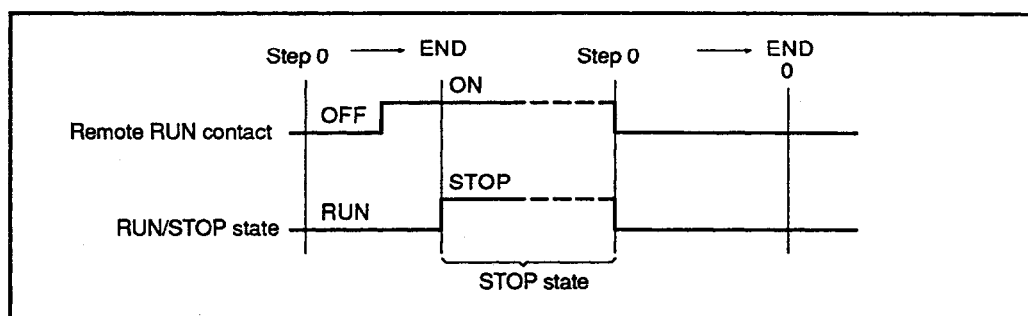 Step 0 → END
Step 0 → END
0
ON
OFF
Remote RUN contact
STOP
RUN
RUN/STOP state
STOP state